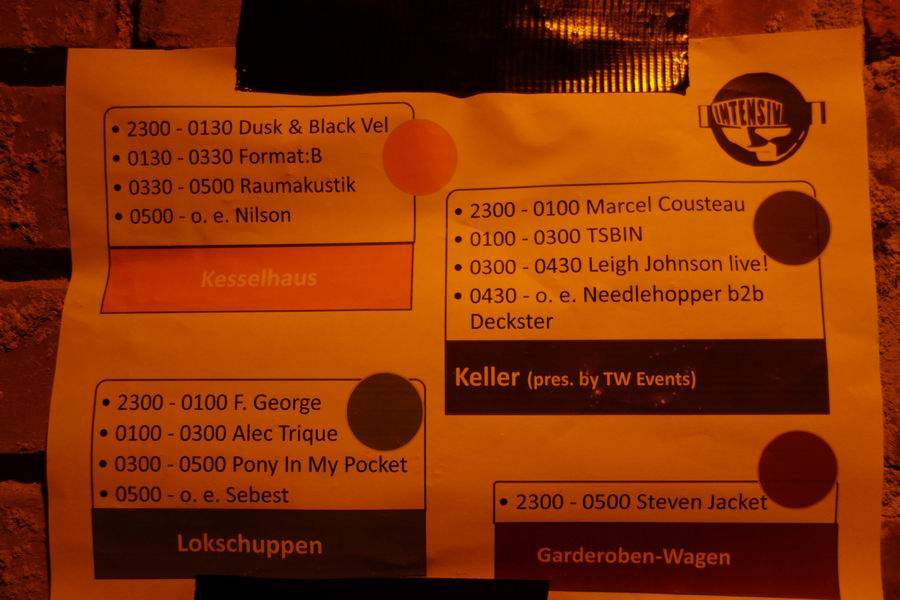 • 2300 - 0130 Dusk & Black Vel
• 0130 - 0330 Format:B
• 0330 - 0500 Raumakustik
• 0500 - o. e. Nilson
Kesselhaus
INTENSIV
• 2300 - 0100 Marcel Cousteau
• 0100 - 0300 TSBIN
• 0300 - 0430 Leigh Johnson live!
• 0430 - o. e. Needlehopper b2b
Deckster
Keller (pres. by TW Events)
• 2300 - 0100 F. George
• 0100 - 0300 Alec Trique
• 0300 - 0500 Pony In My Pocket
• 0500 - o. e. Sebest
Lokschuppen
• 2300 - 0500 Steven Jacket
Garderoben-Wagen